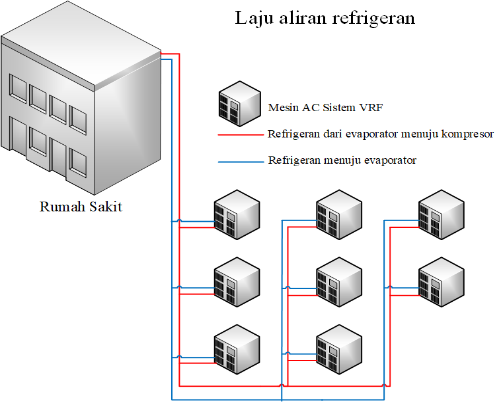 Laju aliran refrigeran
Mesin AC Sistem VRF
Refrigeran dari evaporator menuju kompresor
Refrigeran menuju evaporator
Rumah Sakit